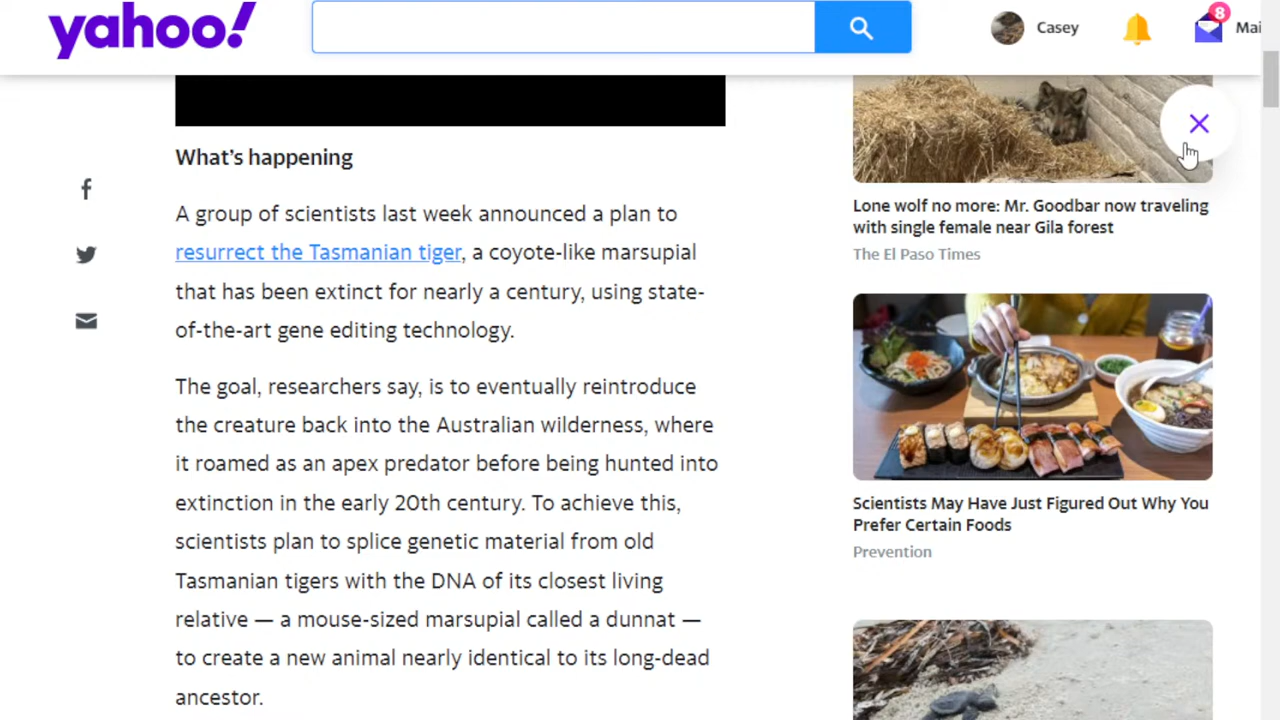 yahoo!
Casey
8
Mai
What's happening
A group of scientists last week announced a plan to
resurrect the Tasmanian tiger, a coyote-like marsupial
that has been extinct for nearly a century, using state-
of-the-art gene editing technology.
The goal, researchers say, is to eventually reintroduce
the creature back into the Australian wilderness, where
it roamed as an apex predator before being hunted into
extinction in the early 20th century. To achieve this,
scientists plan to splice genetic material from old
Tasmanian tigers with the DNA of its closest living
relative — a mouse-sized marsupial called a dunnat —
to create a new animal nearly identical to its long-dead
ancestor.
Lone wolf no more: Mr. Goodbar now traveling
with single female near Gila forest
The El Paso Times
Scientists May Have Just Figured Out Why You
Prefer Certain Foods
Prevention